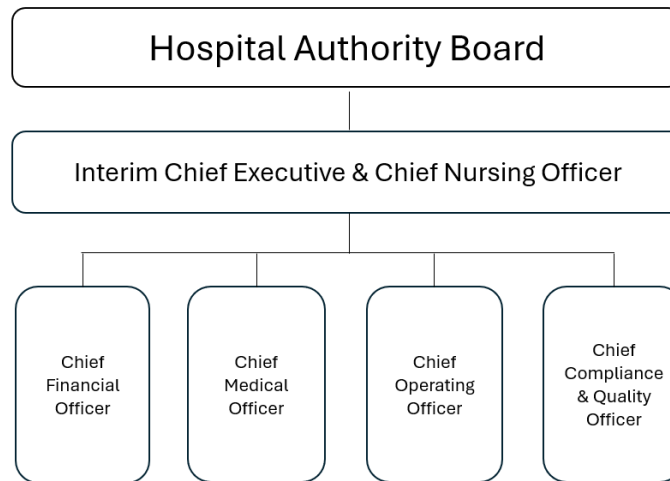 Hospital Authority Board
Interim Chief Executive & Chief Nursing Officer
Chief
Financial
Officer
Chief
Medical
Officer
Chief
Operating
Officer
Chief
Compliance
& Quality
Officer